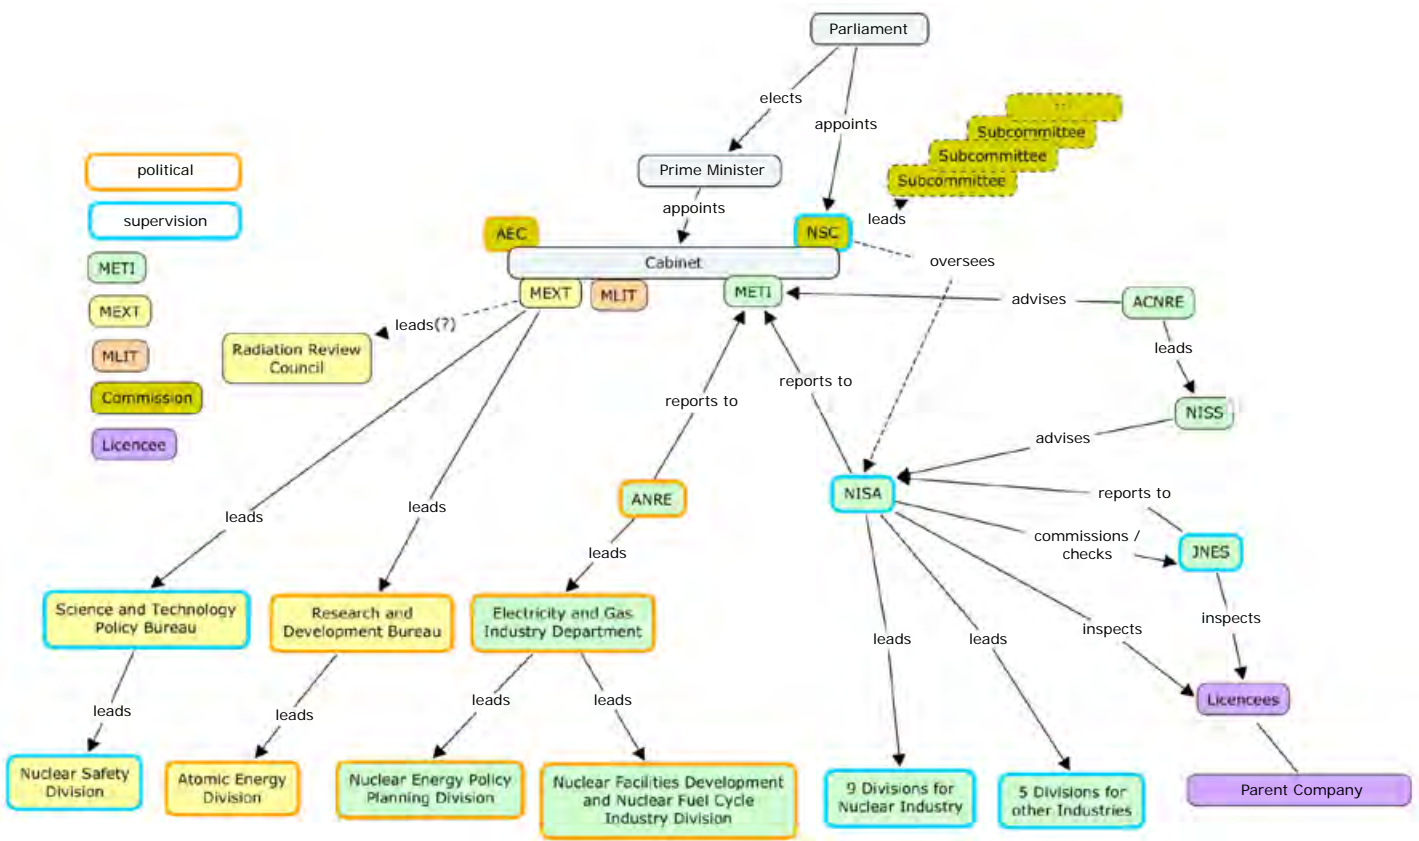 Parliament
elects
appoints
...
Subcommittee
Subcommittee
Subcommittee
leads
Prime Minister
appoints
political
supervision
METI
MEXT
MLIT
Commission
Licencee
AEC
NSC
Cabinet
oversees
MEXT
MLIT
METI
advises
ACNRE
leads(?)
Radiation Review
Council
leads
NISS
reports to
reports to
advises
ANRE
NISA
reports to
leads
leads
leads
commissions /
checks
JNES
Science and Technology
Policy Bureau
Research and
Development Bureau
Electricity and Gas
Industry Department
leads
leads
inspects
inspects
leads
leads
leads
leads
Licencees
Nuclear Safety
Division
Atomic Energy
Division
Nuclear Energy Policy
Planning Division
Nuclear Facilities Development
and Nuclear Fuel Cycle
Industry Division
9 Divisions for
Nuclear Industry
5 Divisions for
other Industries
Parent Company